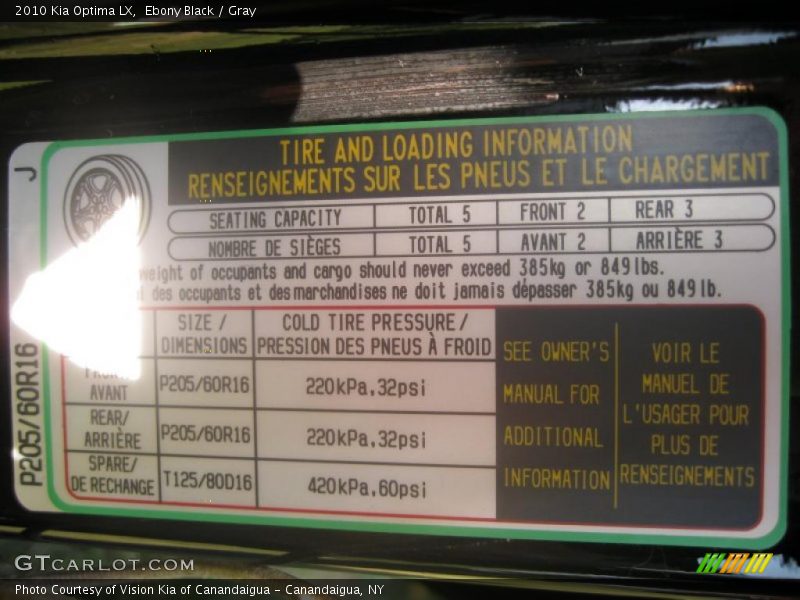 2010 Kia Optima LX,  Ebony Black / Gray
TIRE AND LOADING INFORMATION
RENSEIGNEMENTS SUR LES PNEUS ET LE CHARGEMENT
J
SEATING CAPACITY TOTAL 5 FRONT 2 REAR 3
NOMBRE DE SIÈGES TOTAL 5 AVANT 2 ARRIÈRE 3
weight of occupants and cargo should never exceed 385kg or 849lbs.
des occupants et des marchandises ne doit jamais dépasser 385kg ou 849lb.
SIZE / DIMENSIONS
COLD TIRE PRESSURE /
PRESSION DES PNEUS À FROID
AVANT P205/60R16 220kPa.32psi
REAR/
ARRIÈRE P205/60R16 220kPa.32psi
SPARE/
DE RECHANGE T125/80D16 420kPa.60psi
SEE OWNER'S
MANUAL FOR
ADDITIONAL
INFORMATION
VOIR LE
MANUEL DE
L'USAGER POUR
PLUS DE
RENSEIGNEMENTS
P205/60R16
GTCARLOT.COM
Photo Courtesy of Vision Kia of Canandaigua – Canandaigua, NY